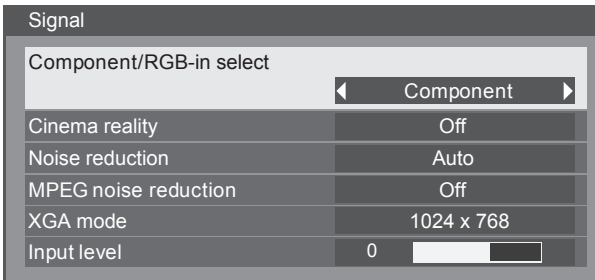 Signal
Component/RGB-in select
Component
Cinema reality Off
Noise reduction Auto
MPEG noise reduction Off
XGA mode 1024 x 768
Input level 0